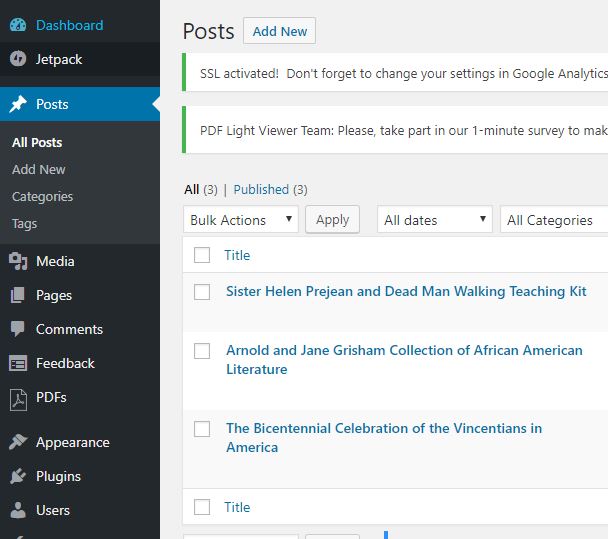 Dashboard
Jetpack
Posts
All Posts
Add New
Categories
Tags
Media
Pages
Comments
Feedback
PDFs
Appearance
Plugins
Users
Posts Add New
SSL activated! Don't forget to change your settings in Google Analytics
PDF Light Viewer Team: Please, take part in our 1-minute survey to mak
All (3) | Published (3)
Bulk Actions Apply All dates All Categories
Title
Sister Helen Prejean and Dead Man Walking Teaching Kit
Arnold and Jane Grisham Collection of African American
Literature
The Bicentennial Celebration of the Vincentians in
America
Title